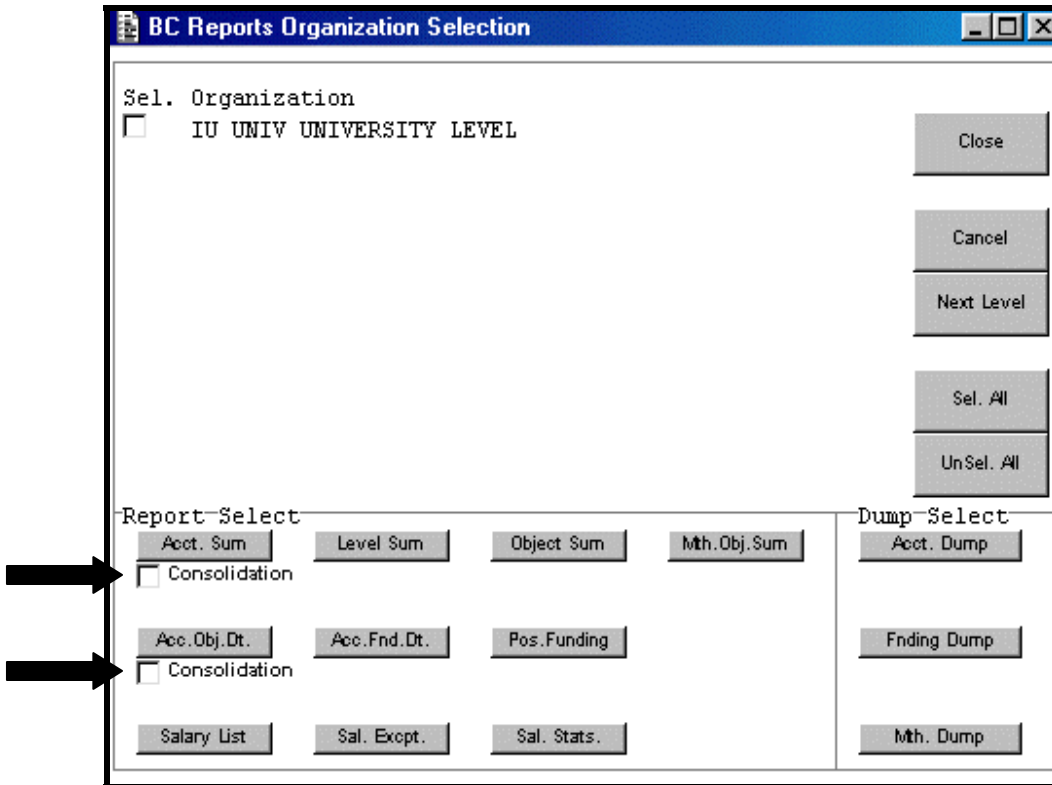 BC Reports Organization Selection
Sel. Organization
IU UNIV UNIVERSITY LEVEL
Close
Cancel
Next Level
Sel. All
UnSel. All
Report Select
Dump Select
Acct. Sum Level Sum Object Sum Mth.Obj.Sum Acct. Dump
Consolidation
Acc.Obj.Dt. Acc.Fnd.Dt. Pos.Funding Fnding Dump
Consolidation
Salary List Sal. Excpt. Sal. Stats. Mth. Dump